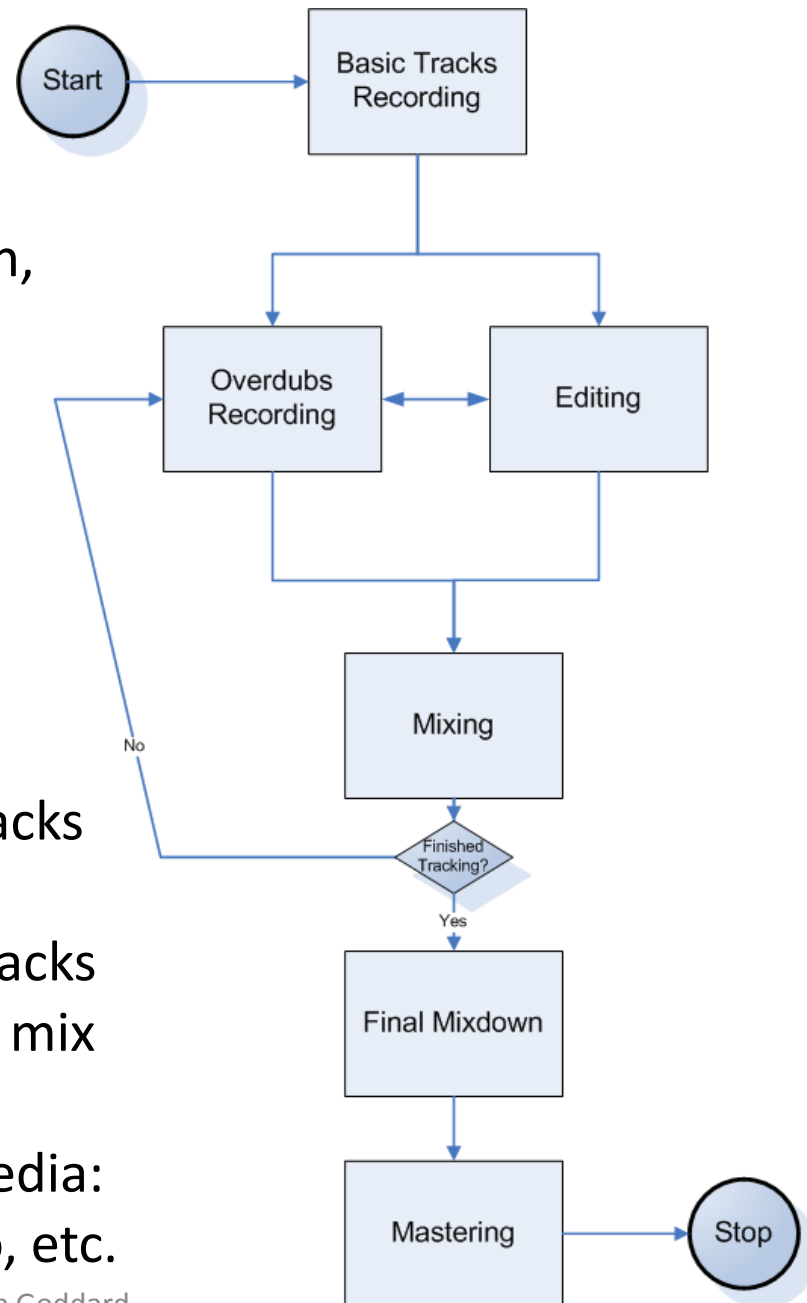 Start
Basic Tracks
Recording
Overdubs
Recording
Editing
Mixing
No
acks
Finished
Tracking?
Yes
acks
mix
Final Mixdown
edia:
, etc.
Mastering
Stop
Goddard